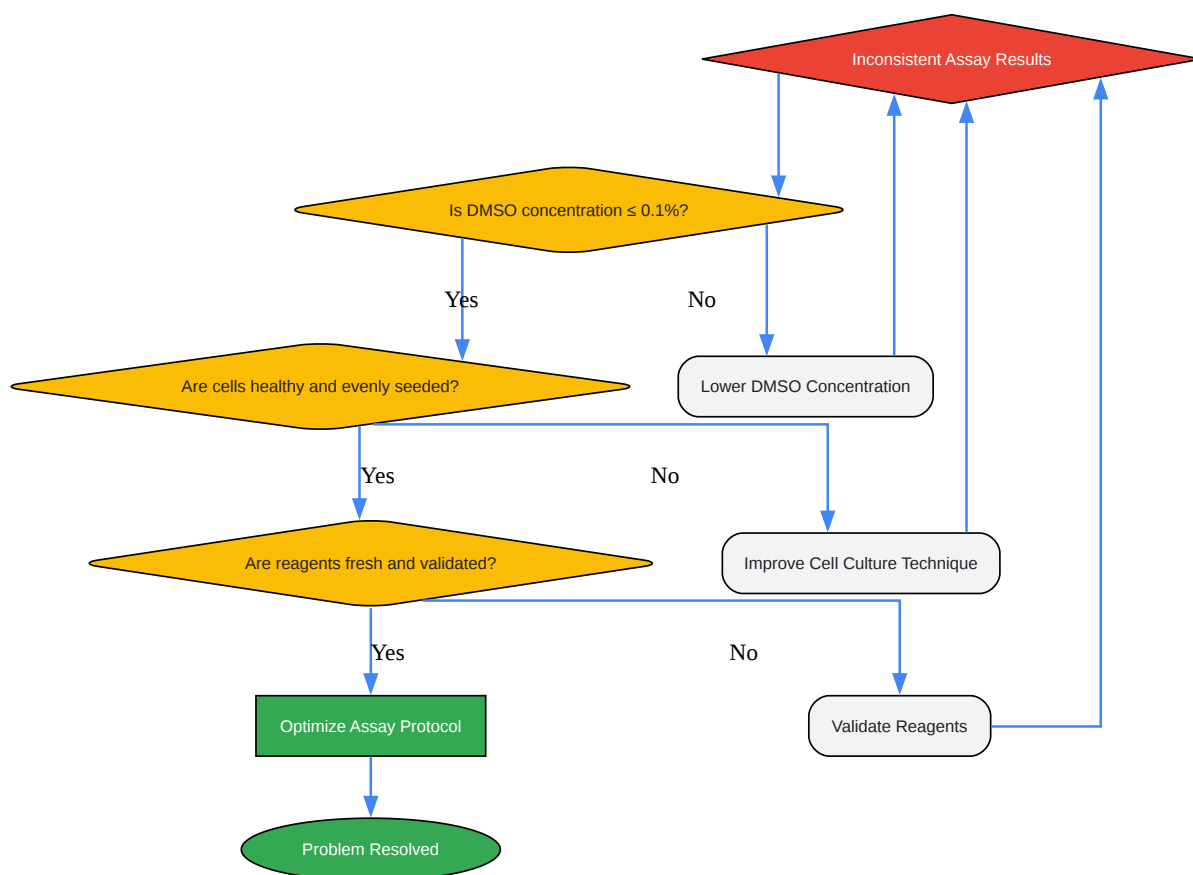 Inconsistent Assay Results
Is DMSO concentration ≤ 0.1%?
Yes
No
Are cells healthy and evenly seeded?
Lower DMSO Concentration
Yes
No
Are reagents fresh and validated?
Improve Cell Culture Technique
Yes
No
Optimize Assay Protocol
Validate Reagents
Problem Resolved